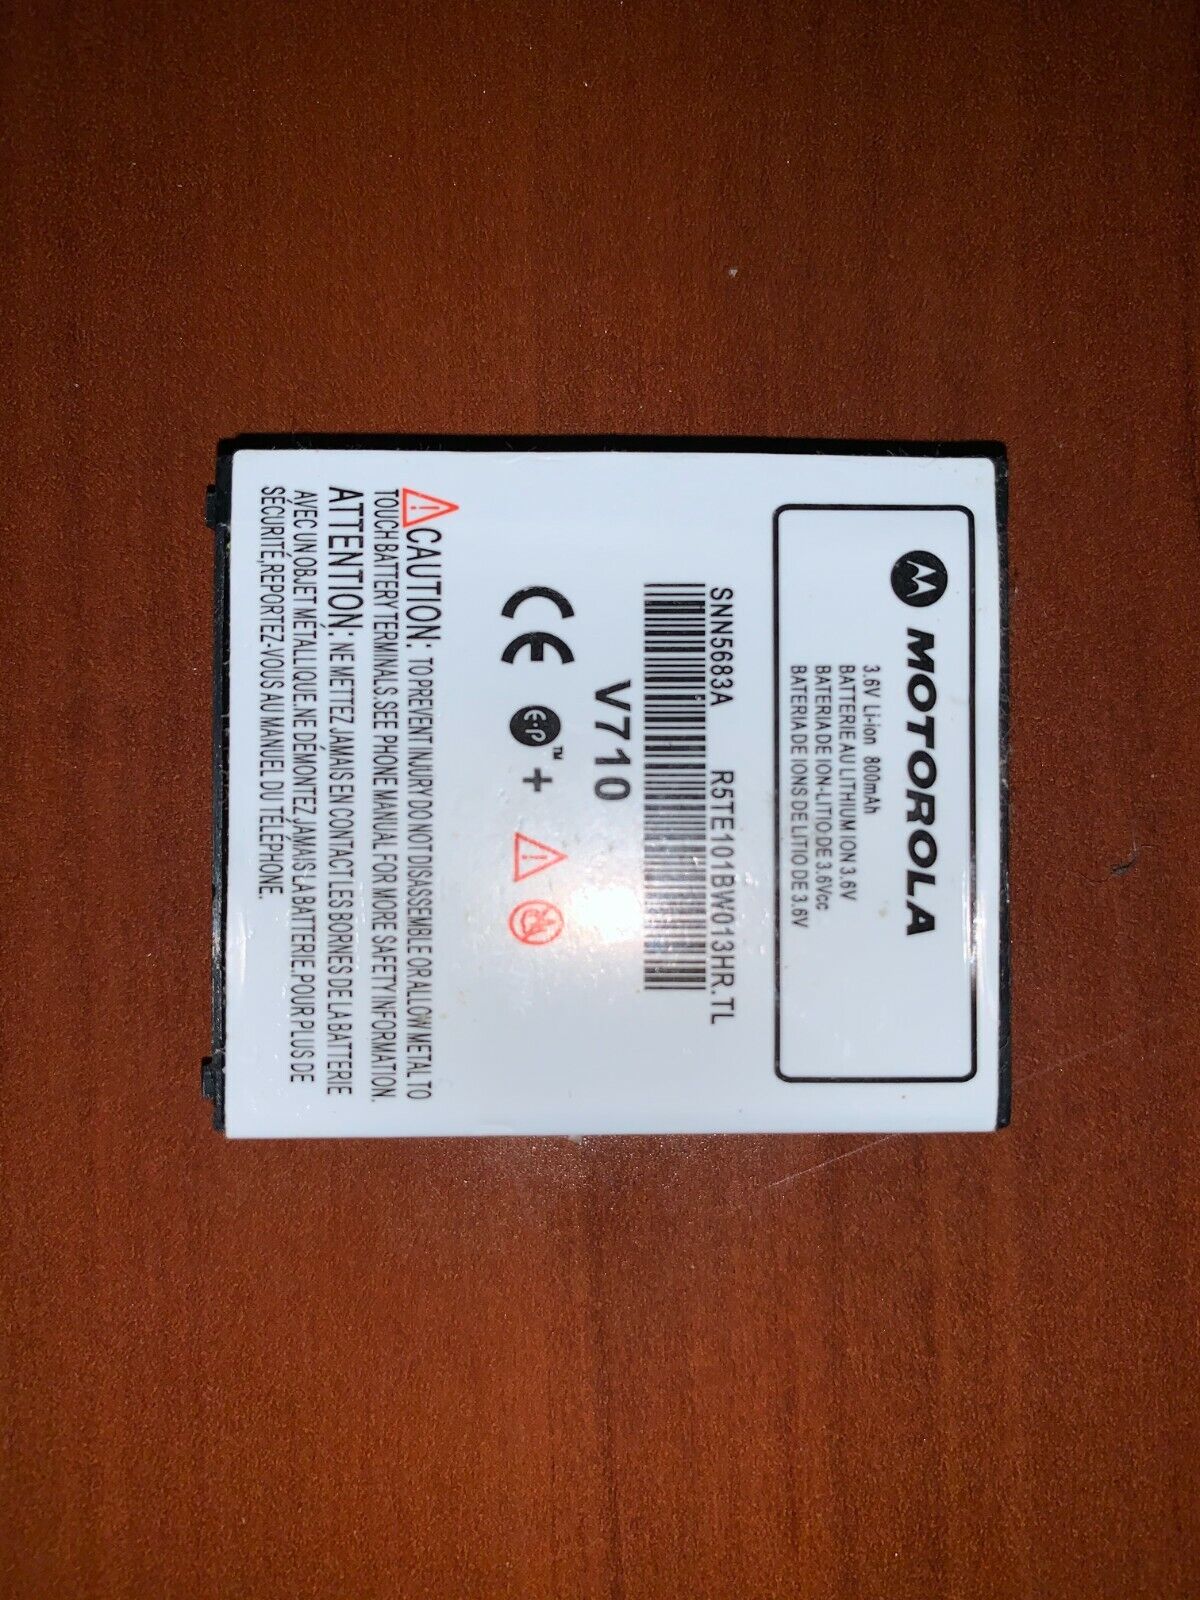 MOTOROLA
3.6V Li-ion 800mAh
BATTERIE AU LITHIUM ION 3.6V
BATERIA DE ION-LITIO DE 3.6Vcc
BATERIA DE IONS DE LITIO DE 3.6V
SNN5683A R5TE101BW013HR.TL
V710
CE e.p™ +
CAUTION: TO PREVENT INJURY DO NOT DISASSEMBLE OR ALLOW METAL TO
TOUCH BATTERY TERMINALS.SEE PHONE MANUAL FOR MORE SAFETY INFORMATION.
ATTENTION: NE METTEZ JAMAIS EN CONTACT LES BORNES DE LA BATTERIE
AVEC UN OBJET MÉTALLIQUE.NE DÉMONTEZ JAMAIS LA BATTERIE.POUR PLUS DE
SÉCURITÉ,REPORTEZ-VOUS AU MANUEL DU TÉLÉPHONE.